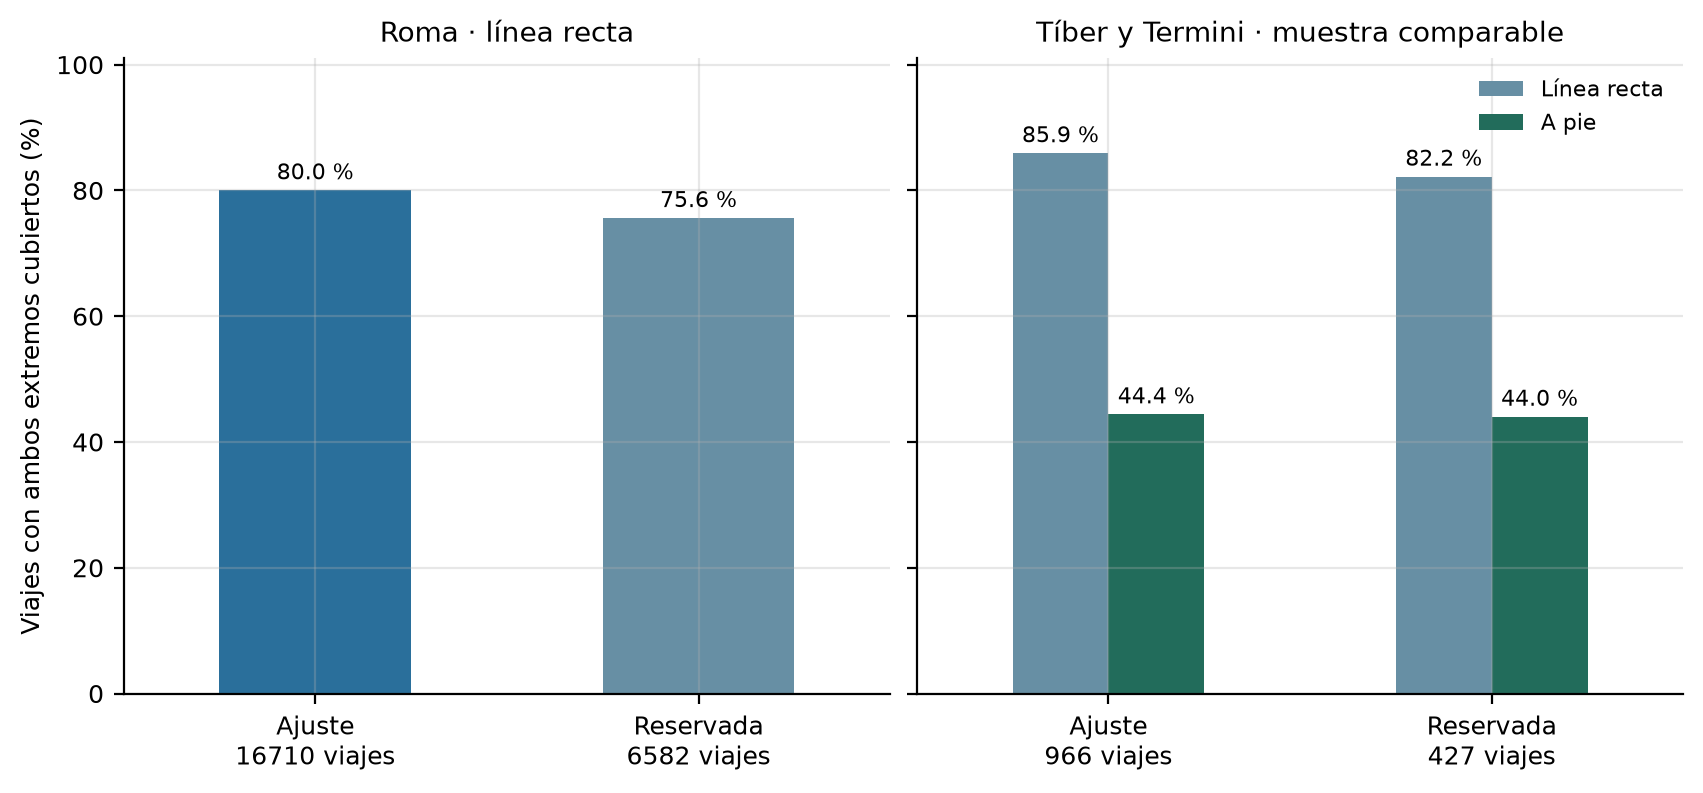 Roma · línea recta
Viajes con ambos extremos cubiertos (%)
100
80
60
40
20
0
80.0 %
75.6 %
Ajuste
16710 viajes
Reservada
6582 viajes
Tíber y Termini · muestra comparable
Línea recta
A pie
85.9 %
44.4 %
82.2 %
44.0 %
Ajuste
966 viajes
Reservada
427 viajes